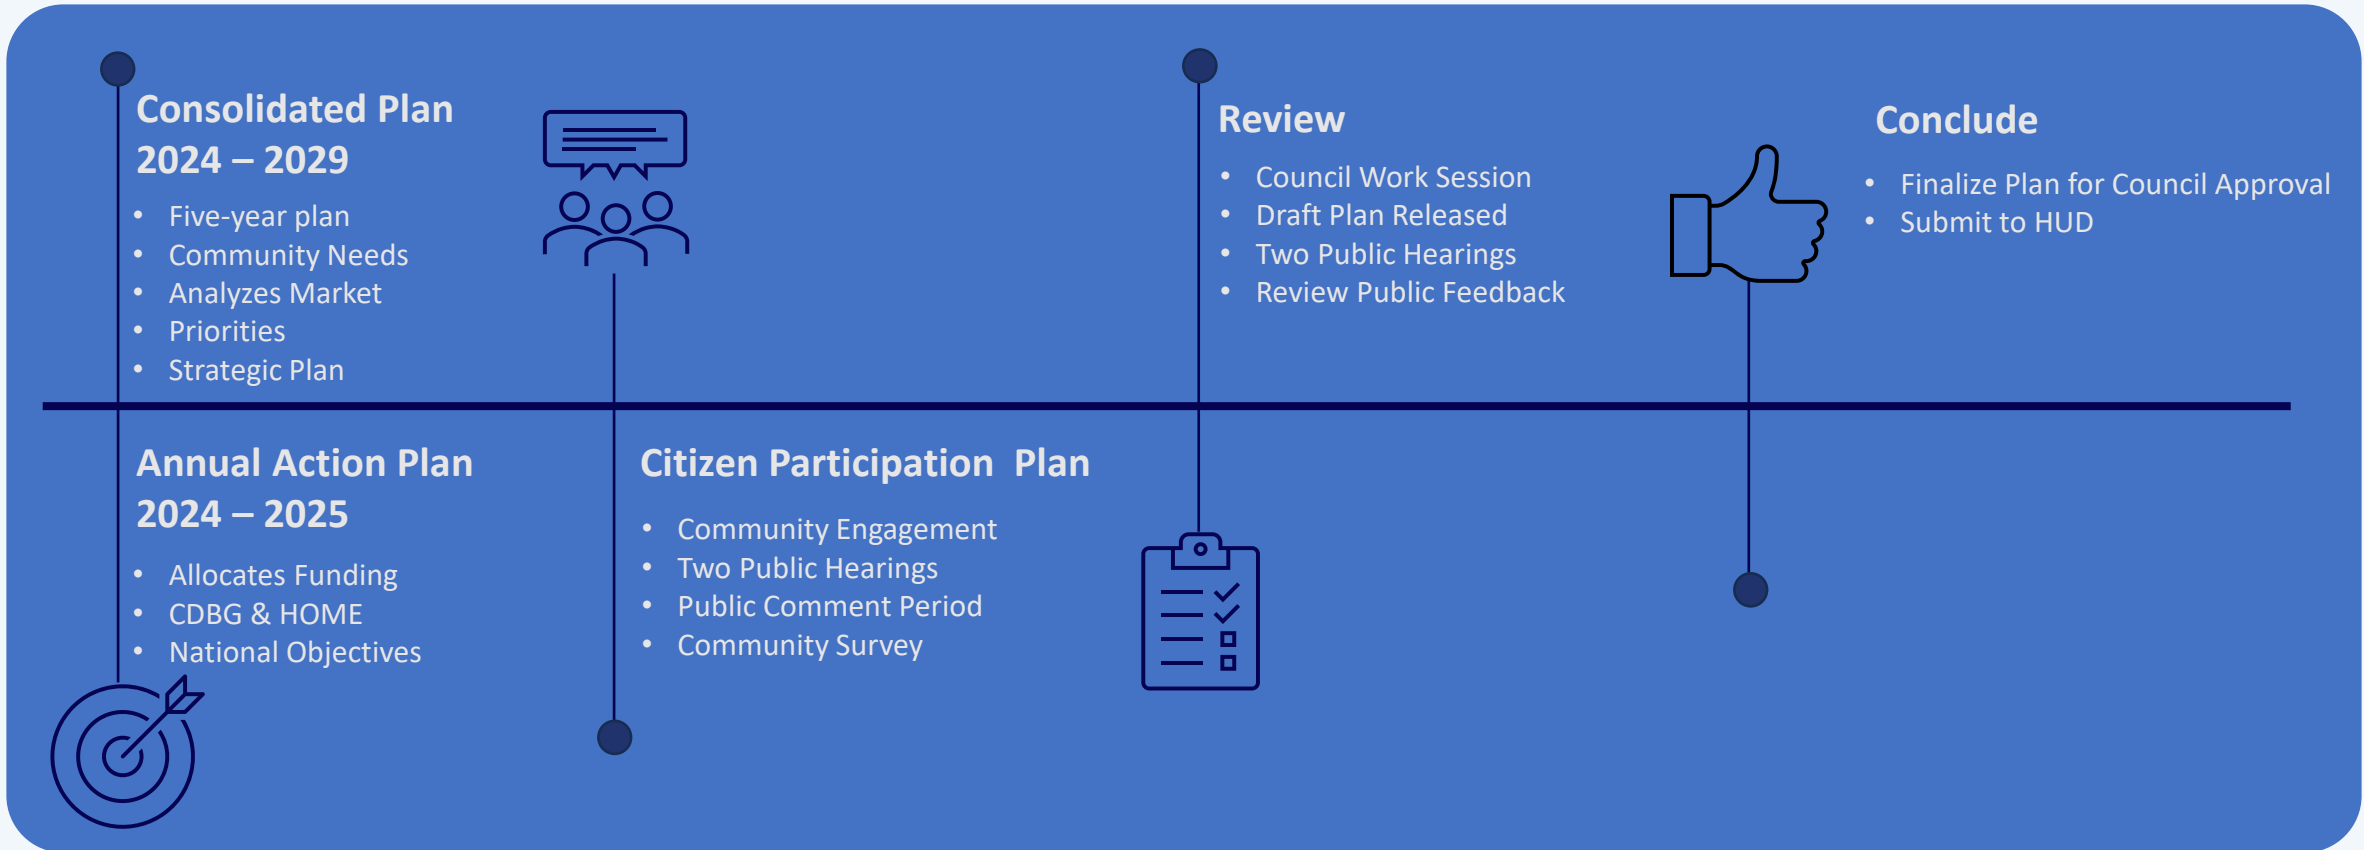 Consolidated Plan
2024 – 2029
• Five-year plan
• Community Needs
• Analyzes Market
• Priorities
• Strategic Plan
Annual Action Plan
2024 – 2025
• Allocates Funding
• CDBG & HOME
• National Objectives
Citizen Participation  Plan
• Community Engagement
• Two Public Hearings
• Public Comment Period
• Community Survey
Review
• Council Work Session
• Draft Plan Released
• Two Public Hearings
• Review Public Feedback
Conclude
• Finalize Plan for Council Approval
• Submit to HUD